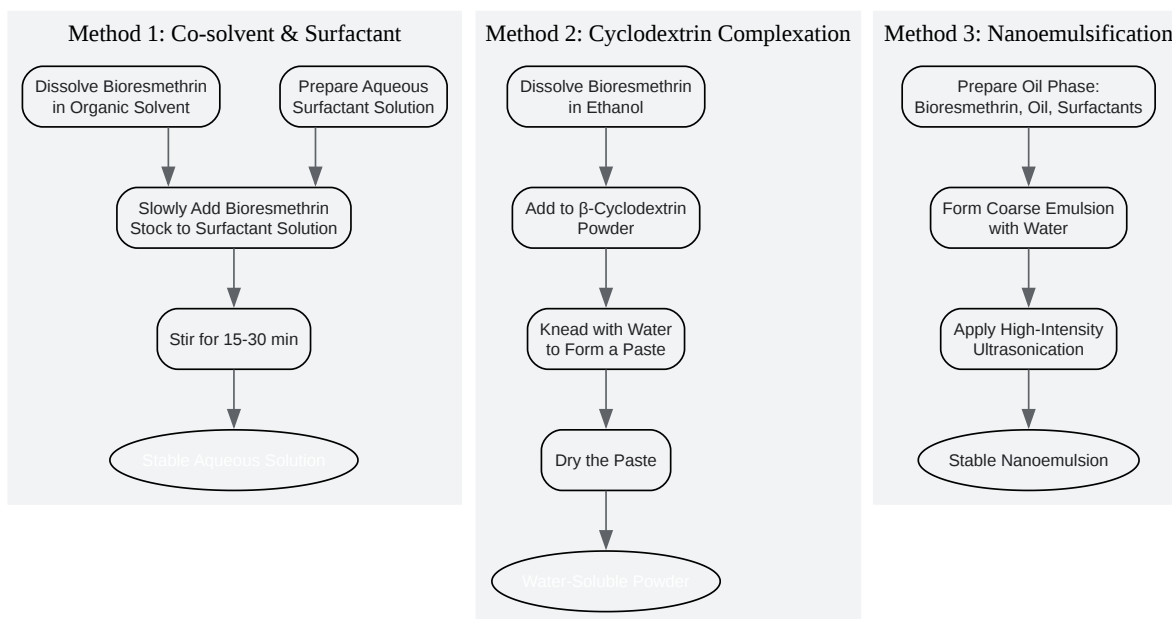 Method 1: Co-solvent & Surfactant
Dissolve Bioresmethrin
in Organic Solvent
Prepare Aqueous
Surfactant Solution
Slowly Add Bioresmethrin
Stock to Surfactant Solution
Stir for 15-30 min
Stable Aqueous Solution
Method 2: Cyclodextrin Complexation
Dissolve Bioresmethrin
in Ethanol
Add to β-Cyclodextrin
Powder
Knead with Water
to Form a Paste
Dry the Paste
Water-Soluble Powder
Method 3: Nanoemulsification
Prepare Oil Phase:
Bioresmethrin, Oil, Surfactants
Form Coarse Emulsion
with Water
Apply High-Intensity
Ultrasonication
Stable Nanoemulsion